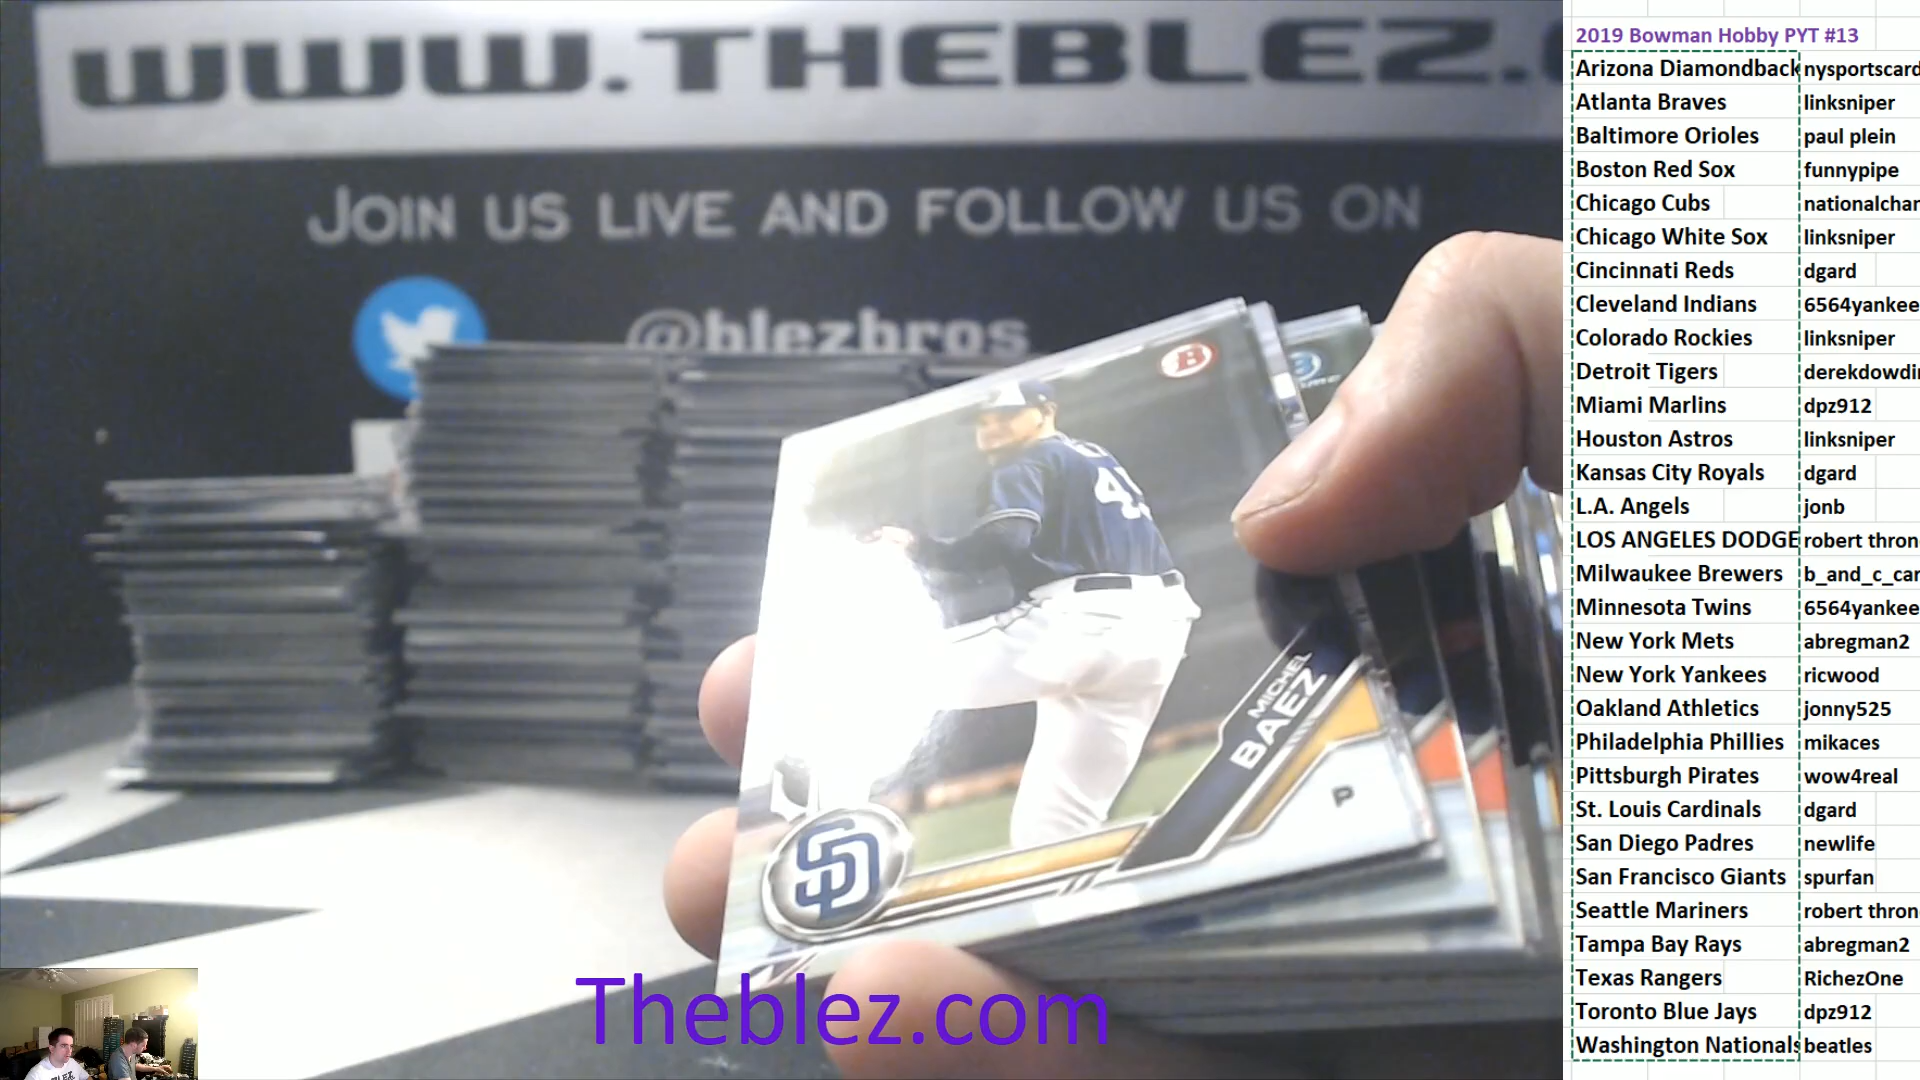 WWW.THEBLEZ.
JOIN US LIVE AND FOLLOW US ON
@blezbros
B
MICHEL
BAEZ
P
SD
Theblez.com
2019 Bowman Hobby PYT #13
Arizona Diamondback nysportscard
Atlanta Braves linksniper
Baltimore Orioles paul plein
Boston Red Sox funnypipe
Chicago Cubs nationalchar
Chicago White Sox linksniper
Cincinnati Reds dgard
Cleveland Indians 6564yankee
Colorado Rockies linksniper
Detroit Tigers derekdowdin
Miami Marlins dpz912
Houston Astros linksniper
Kansas City Royals dgard
L.A. Angels jonb
LOS ANGELES DODGE robert thron
Milwaukee Brewers b_and_c_car
Minnesota Twins 6564yankee
New York Mets abregman2
New York Yankees ricwood
Oakland Athletics jonny525
Philadelphia Phillies mikaces
Pittsburgh Pirates wow4real
St. Louis Cardinals dgard
San Diego Padres newlife
San Francisco Giants spurfan
Seattle Mariners robert thron
Tampa Bay Rays abregman2
Texas Rangers RichezOne
Toronto Blue Jays dpz912
Washington Nationals beatles